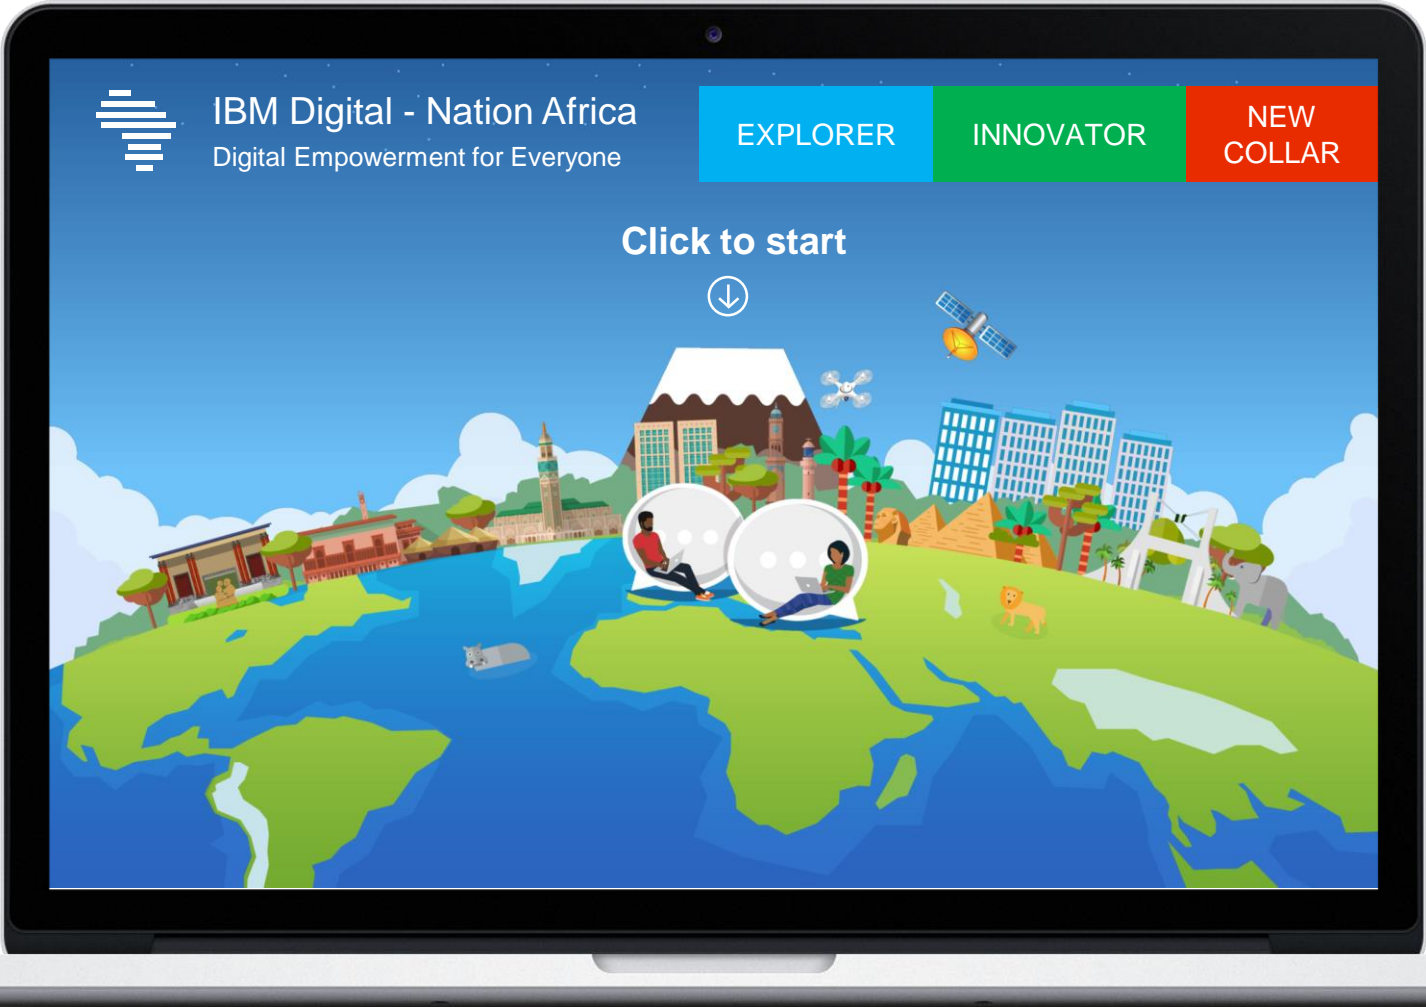 IBM Digital - Nation Africa
Digital Empowerment for Everyone
EXPLORER
INNOVATOR
NEW
COLLAR
Click to start